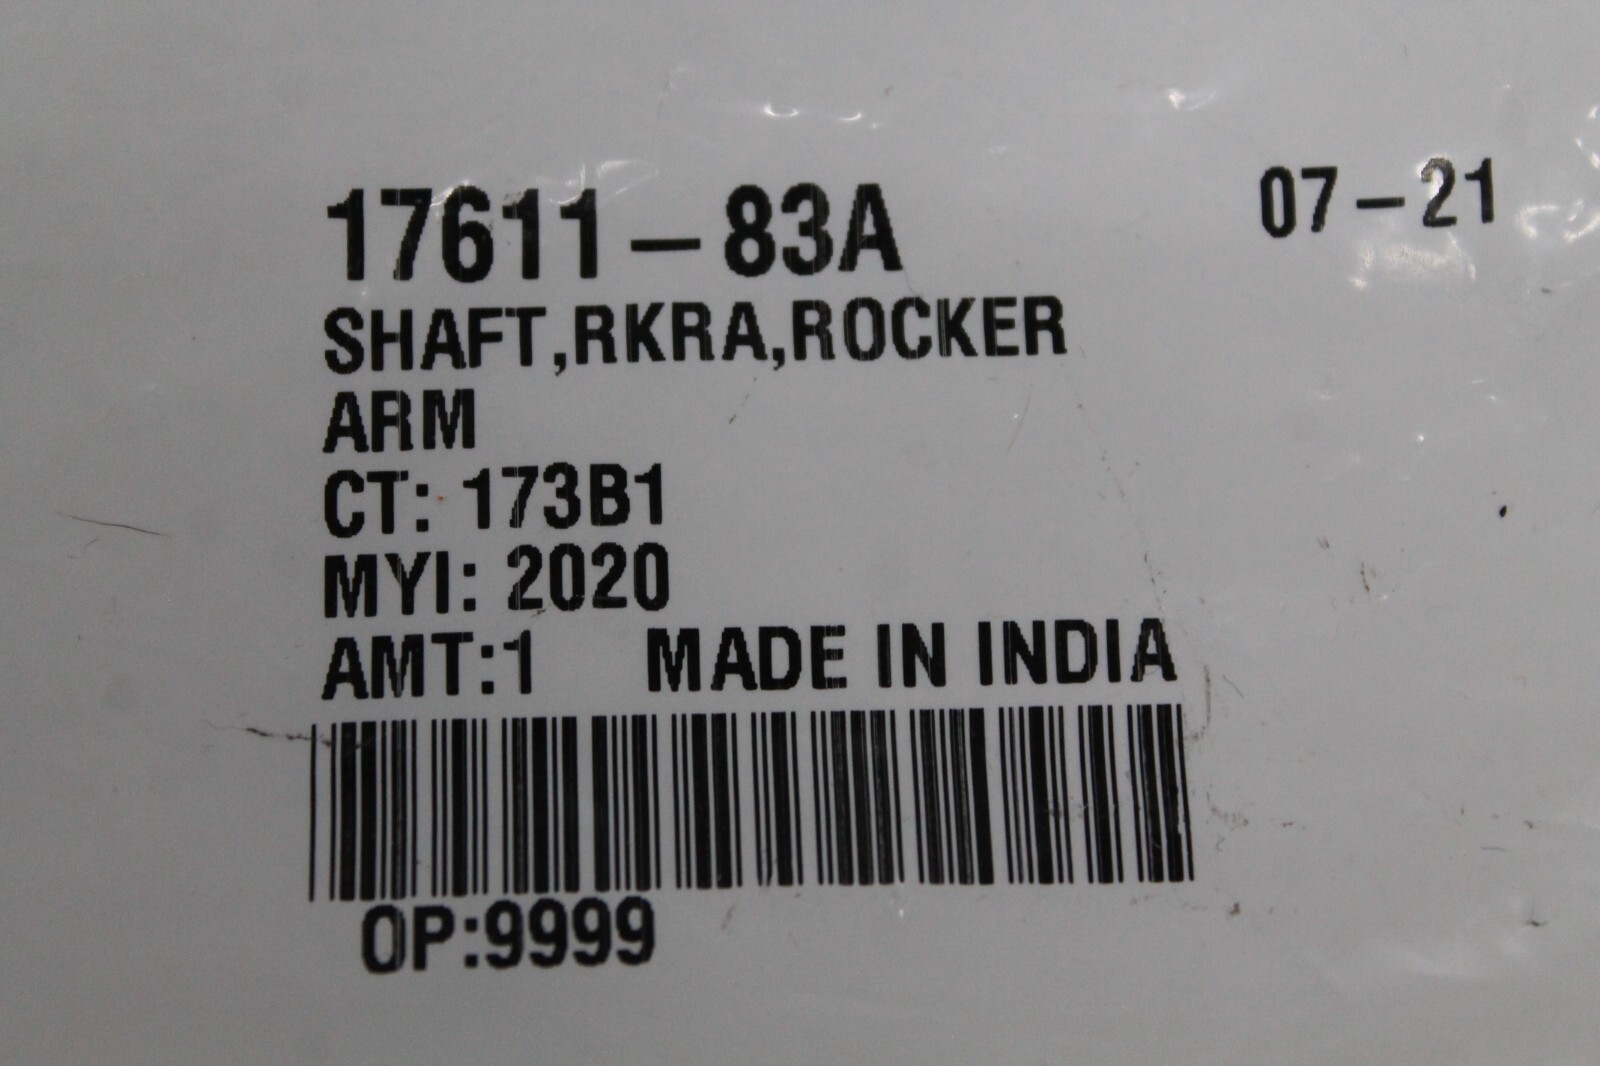 17611-83A 07-21
SHAFT,RKRA,ROCKER
ARM
CT: 173B1
MYI: 2020
AMT:1 MADE IN INDIA
OP:9999